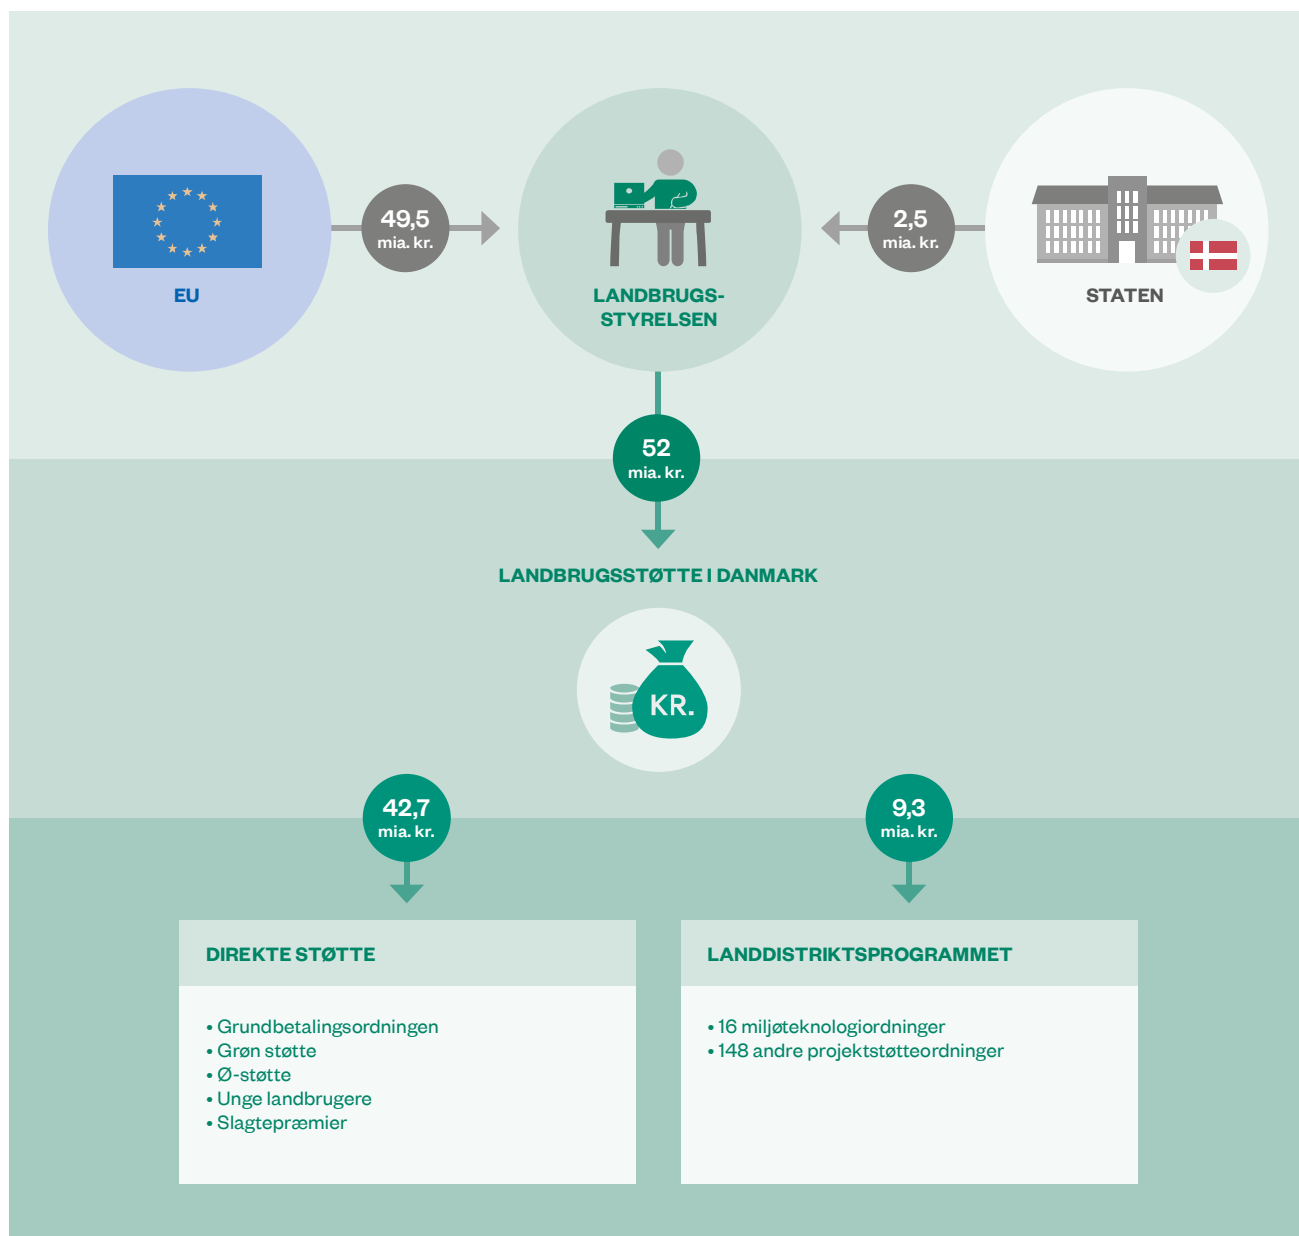 49,5
mia. kr.
2,5
mia. kr.
EU
LANDBRUGS-
STYRELSEN
STATEN
52
mia. kr.
LANDBRUGSSTØTTE I DANMARK
KR.
42,7
mia. kr.
9,3
mia. kr.
DIREKTE STØTTE
• Grundbetalingsordningen
• Grøn støtte
• Ø-støtte
• Unge landbrugere
• Slagtepræmier
LANDDISTRIKTSPROGRAMMET
• 16 miljøteknologiordninger
• 148 andre projektstøtteordninger